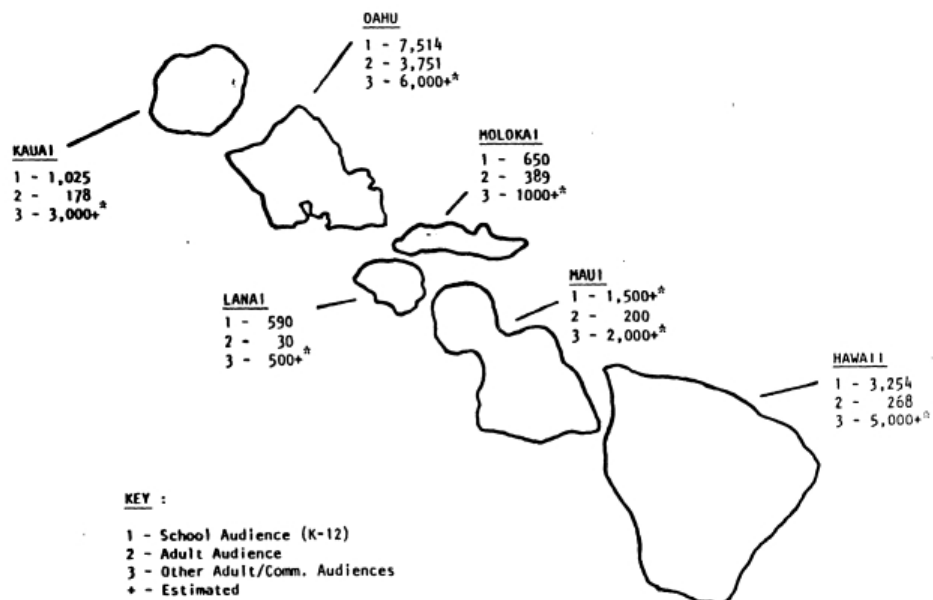 OAHU
1 - 7,514
2 - 3,751
3 - 6,000+*
KAUAI
1 - 1,025
2 - 178
3 - 3,000+*
MOLOKAI
1 - 650
2 - 389
3 - 1000+*
LANAI
1 - 590
2 - 30
3 - 500+*
MAUI
1 - 1,500+*
2 - 200
3 - 2,000+*
HAWAII
1 - 3,254
2 - 268
3 - 5,000+*
KEY :
1 - School Audience (K-12)
2 - Adult Audience
3 - Other Adult/Comm. Audiences
+ - Estimated